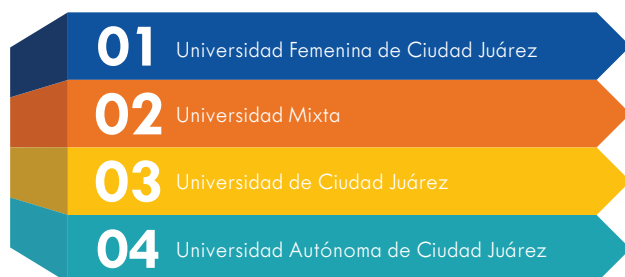 01 Universidad Femenina de Ciudad Juárez
02 Universidad Mixta
03 Universidad de Ciudad Juárez
04 Universidad Autónoma de Ciudad Juárez